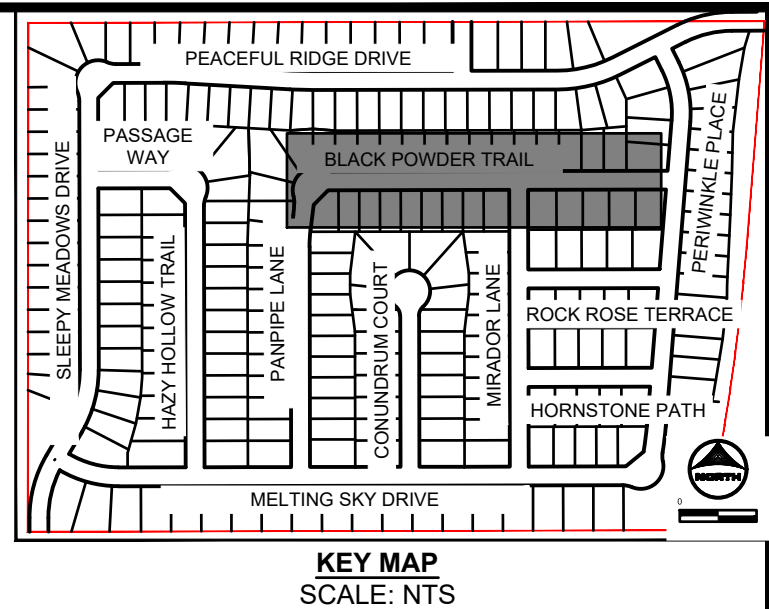 PEACEFUL RIDGE DRIVE
PASSAGE
WAY
BLACK POWDER TRAIL
SLEEPY MEADOWS DRIVE
HAZY HOLLOW TRAIL
PANPIPE LANE
CONUNDRUM COURT
MIRADOR LANE
PERIWINKLE PLACE
ROCK ROSE TERRACE
HORNSTONE PATH
MELTING SKY DRIVE
NORTH
0
KEY MAP
SCALE: NTS